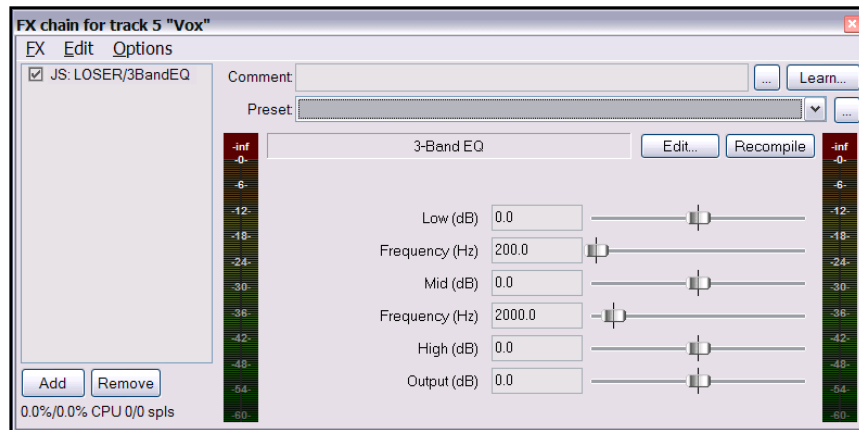 FX chain for track 5 "Vox"
FX Edit Options
JS: LOSER/3BandEQ
Comment: ... Learn...
Preset: ...
-inf 3-Band EQ Edit... Recompile -inf
-0- -0-
-6- -6-
-12- Low (dB) 0.0 -12-
-18- -18-
Frequency (Hz) 200.0
-24- -24-
-30- Mid (dB) 0.0 -30-
-36- Frequency (Hz) 2000.0 -36-
-42- High (dB) 0.0 -42-
-48- -48-
Add Remove -54- Output (dB) 0.0 -54-
0.0%/0.0% CPU 0/0 spls -60- -60-